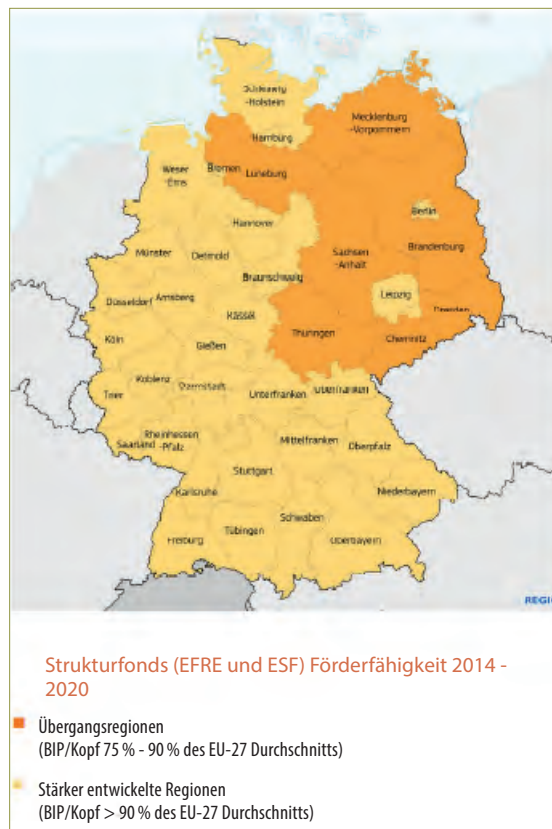 Schleswig
-Holstein
Hamburg
Mecklenburg
-Vorpommern
Weser
-Ems
Bremen
Lüneburg
Berlin
Hannover
Münster
Detmold
Sachsen
-Anhalt
Brandenburg
Braunschweig
Düsseldorf
Arnsberg
Leipzig
Kassel
Dresden
Köln
Thüringen
Chemnitz
Gießen
Koblenz
Trier
Darmstadt
Unterfranken
Oberfranken
Rheinhessen
-Pfalz
Saarland
Mittelfranken
Oberpfalz
Stuttgart
Karlsruhe
Niederbayern
Schwaben
Tübingen
Freiburg
Oberbayern
REGI
Strukturfonds (EFRE und ESF) Förderfähigkeit 2014 -
2020
Übergangsregionen
(BIP/Kopf 75 % - 90 % des EU-27 Durchschnitts)
Stärker entwickelte Regionen
(BIP/Kopf > 90 % des EU-27 Durchschnitts)